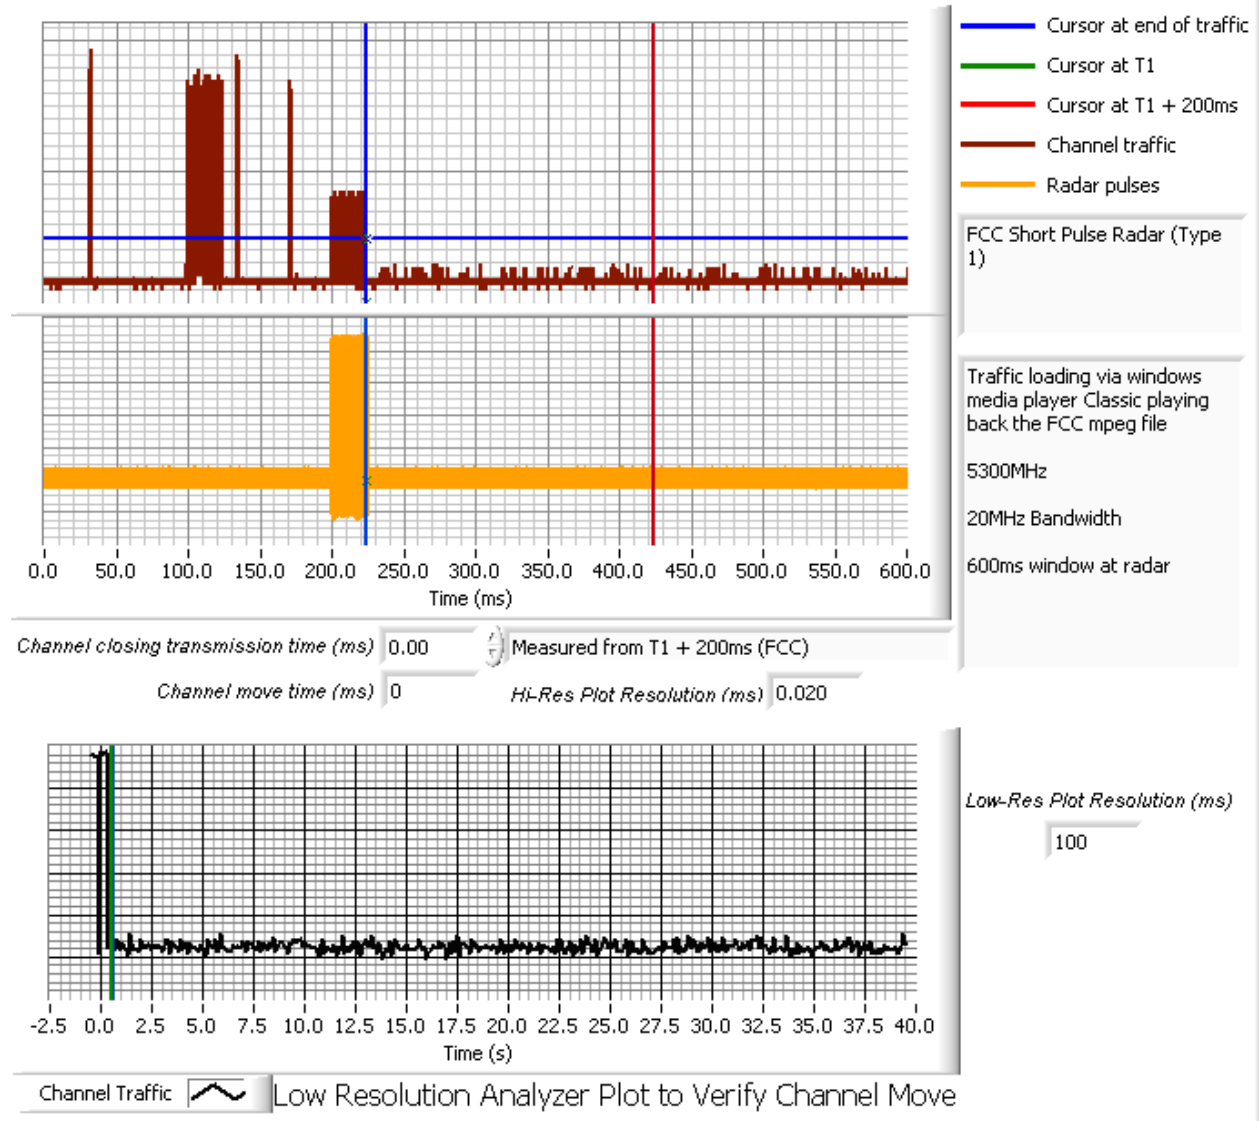 Cursor at end of traffic
Cursor at T1
Cursor at T1 + 200ms
Channel traffic
Radar pulses
FCC Short Pulse Radar (Type
1)
Traffic loading via windows
media player Classic playing
back the FCC mpeg file
5300MHz
20MHz Bandwidth
600ms window at radar
0.0 50.0 100.0 150.0 200.0 250.0 300.0 350.0 400.0 450.0 500.0 550.0 600.0
Time (ms)
Channel closing transmission time (ms) 0.00 Measured from T1 + 200ms (FCC)
Channel move time (ms) 0 Hi-Res Plot Resolution (ms) 0.020
Low-Res Plot Resolution (ms)
100
-2.5 0.0 2.5 5.0 7.5 10.0 12.5 15.0 17.5 20.0 22.5 25.0 27.5 30.0 32.5 35.0 37.5 40.0
Time (s)
Channel Traffic Low Resolution Analyzer Plot to Verify Channel Move